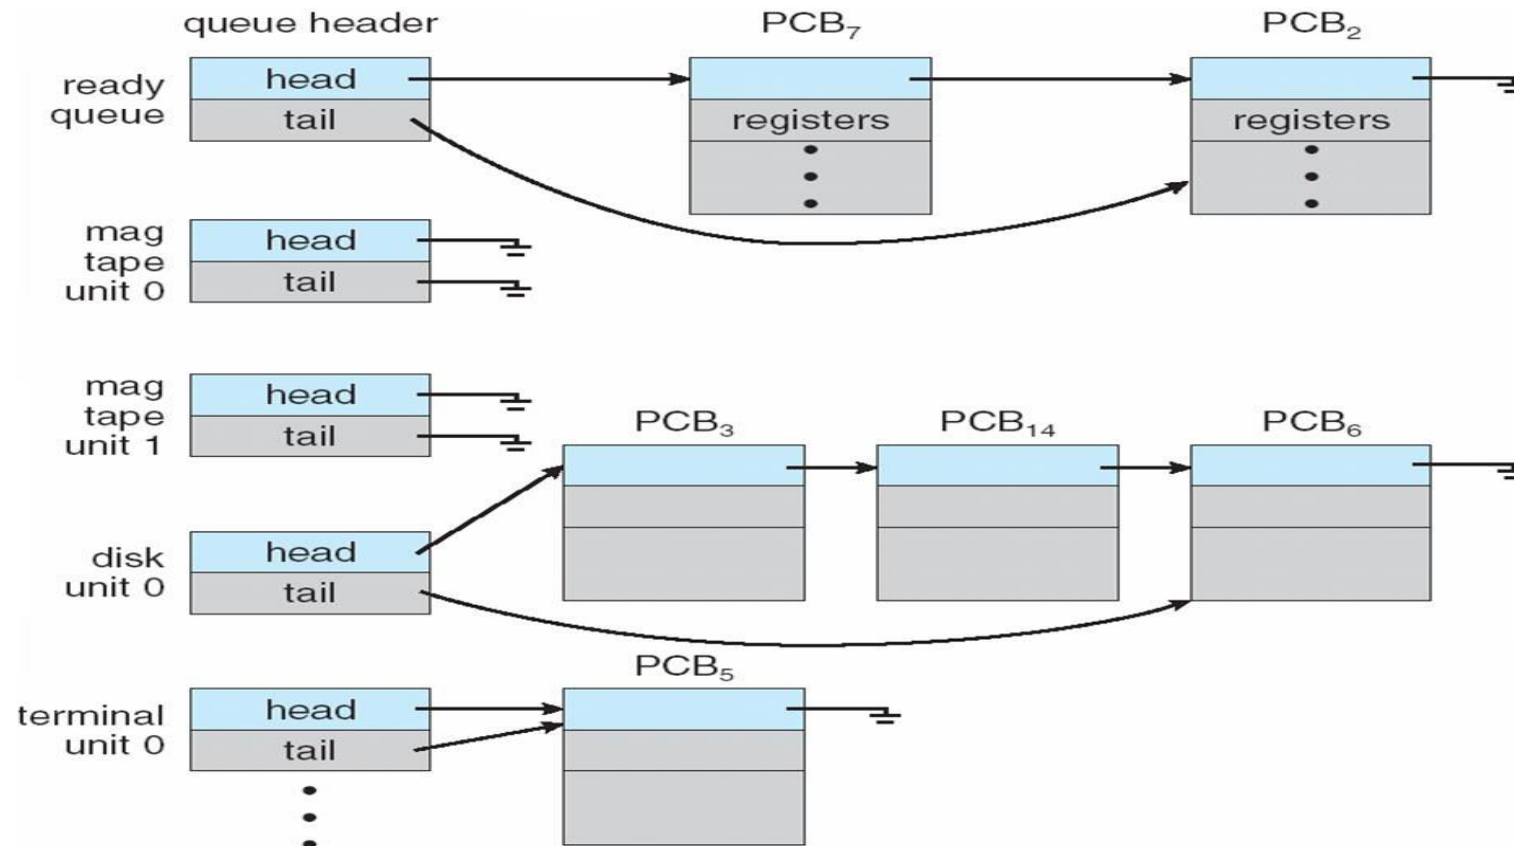 queue header
PCB₇
PCB₂
ready
queue
head
tail
registers
registers
mag
tape
unit 0
head
tail
mag
tape
unit 1
head
tail
PCB₃
PCB₁₄
PCB₆
disk
unit 0
head
tail
PCB₅
terminal
unit 0
head
tail